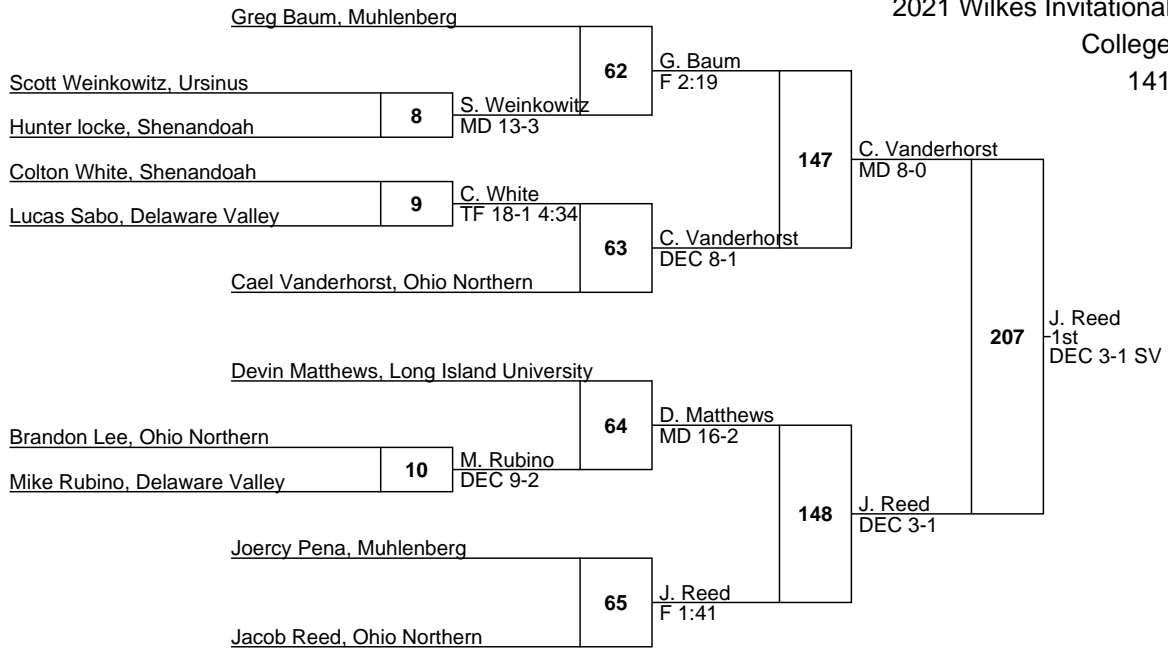 2021 Wilkes Invitational
College
141
Greg Baum, Muhlenberg
62
G. Baum
F 2:19
Scott Weinkowitz, Ursinus
8
S. Weinkowitz
MD 13-3
Hunter locke, Shenandoah
147
C. Vanderhorst
MD 8-0
Colton White, Shenandoah
9
C. White
TF 18-1 4:34
Lucas Sabo, Delaware Valley
63
C. Vanderhorst
DEC 8-1
Cael Vanderhorst, Ohio Northern
207
J. Reed
1st
DEC 3-1 SV
Devin Matthews, Long Island University
64
D. Matthews
MD 16-2
Brandon Lee, Ohio Northern
10
M. Rubino
DEC 9-2
Mike Rubino, Delaware Valley
148
J. Reed
DEC 3-1
Joercy Pena, Muhlenberg
65
J. Reed
F 1:41
Jacob Reed, Ohio Northern